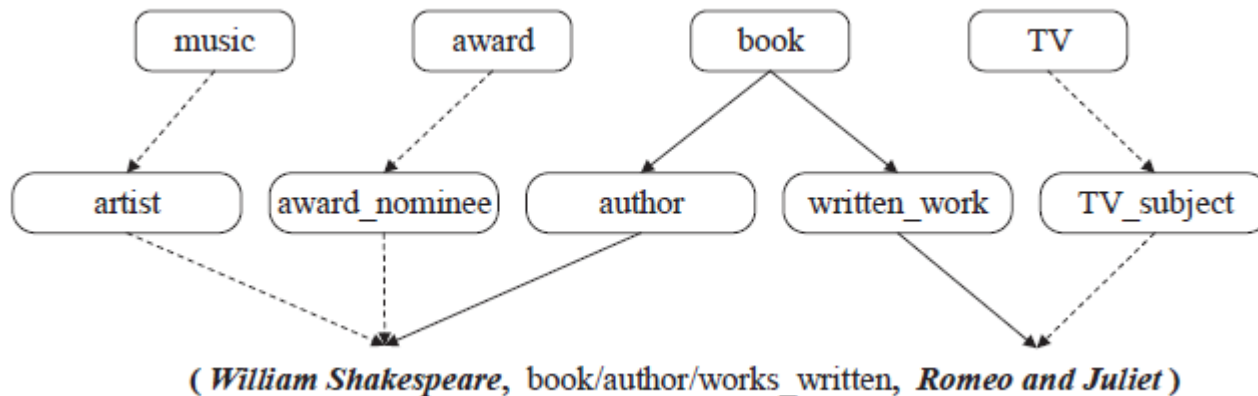 music award book TV
artist award_nominee author written_work TV_subject
( William Shakespeare, book/author/works_written, Romeo and Juliet )